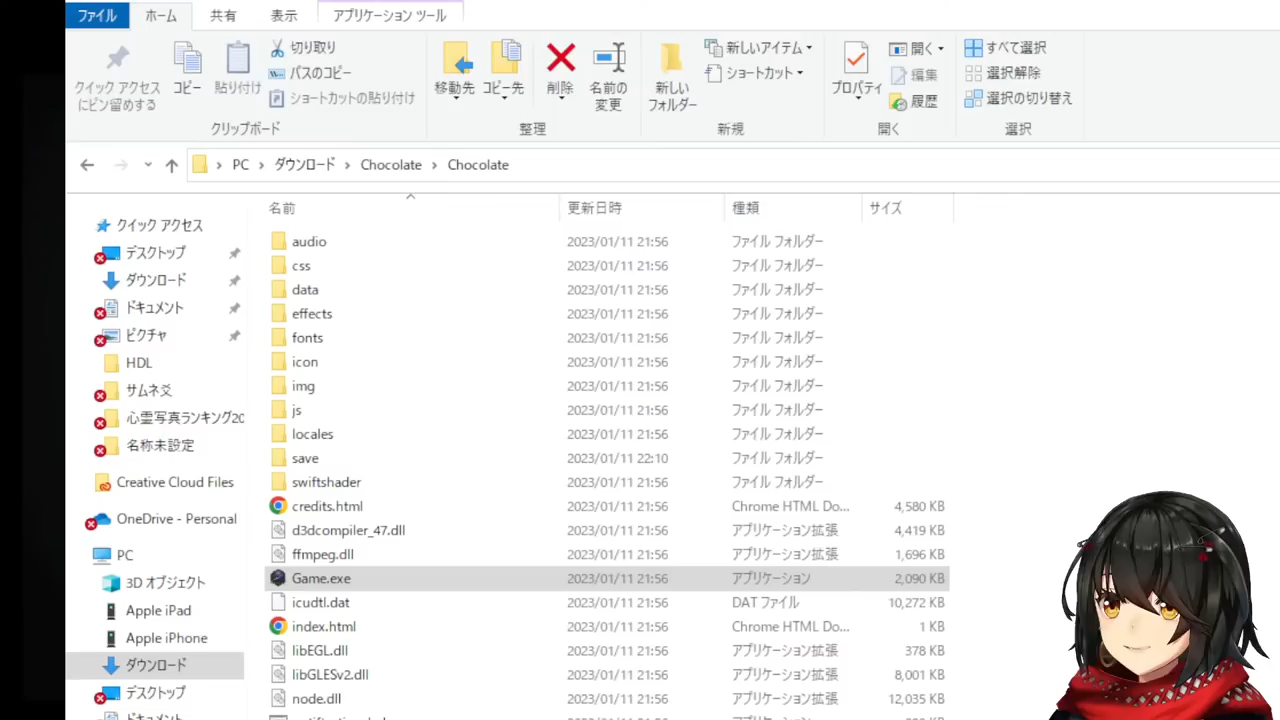 ファイル
ホーム
共有
表示
アプリケーション ツール
クイック アクセス
にピン留めする
コピー
貼り付け
切り取り
パスのコピー
ショートカットの貼り付け
クリップボード
移動先
コピー先
削除
名前の
変更
整理
新しい
フォルダー
新しいアイテム
ショートカット
新規
プロパティ
開く
編集
履歴
開く
すべて選択
選択解除
選択の切り替え
選択
PC
ダウンロード
Chocolate
Chocolate
名前
更新日時
種類
サイズ
クイック アクセス
デスクトップ
ダウンロード
ドキュメント
ピクチャ
HDL
サムネ爻
心霊写真ランキング20
名称未設定
Creative Cloud Files
OneDrive - Personal
PC
3D オブジェクト
Apple iPad
Apple iPhone
ダウンロード
デスクトップ
ドキュメント
audio 2023/01/11 21:56 ファイル フォルダー
css 2023/01/11 21:56 ファイル フォルダー
data 2023/01/11 21:56 ファイル フォルダー
effects 2023/01/11 21:56 ファイル フォルダー
fonts 2023/01/11 21:56 ファイル フォルダー
icon 2023/01/11 21:56 ファイル フォルダー
img 2023/01/11 21:56 ファイル フォルダー
js 2023/01/11 21:56 ファイル フォルダー
locales 2023/01/11 21:56 ファイル フォルダー
save 2023/01/11 22:10 ファイル フォルダー
swiftshader 2023/01/11 21:56 ファイル フォルダー
credits.html 2023/01/11 21:56 Chrome HTML Do... 4,580 KB
d3dcompiler_47.dll 2023/01/11 21:56 アプリケーション拡張 4,419 KB
ffmpeg.dll 2023/01/11 21:56 アプリケーション拡張 1,696 KB
Game.exe 2023/01/11 21:56 アプリケーション 2,090 KB
icudtl.dat 2023/01/11 21:56 DAT ファイル 10,272 KB
index.html 2023/01/11 21:56 Chrome HTML Do... 1 KB
libEGL.dll 2023/01/11 21:56 アプリケーション拡張 378 KB
libGLESv2.dll 2023/01/11 21:56 アプリケーション拡張 8,001 KB
node.dll 2023/01/11 21:56 アプリケーション拡張 12,035 KB